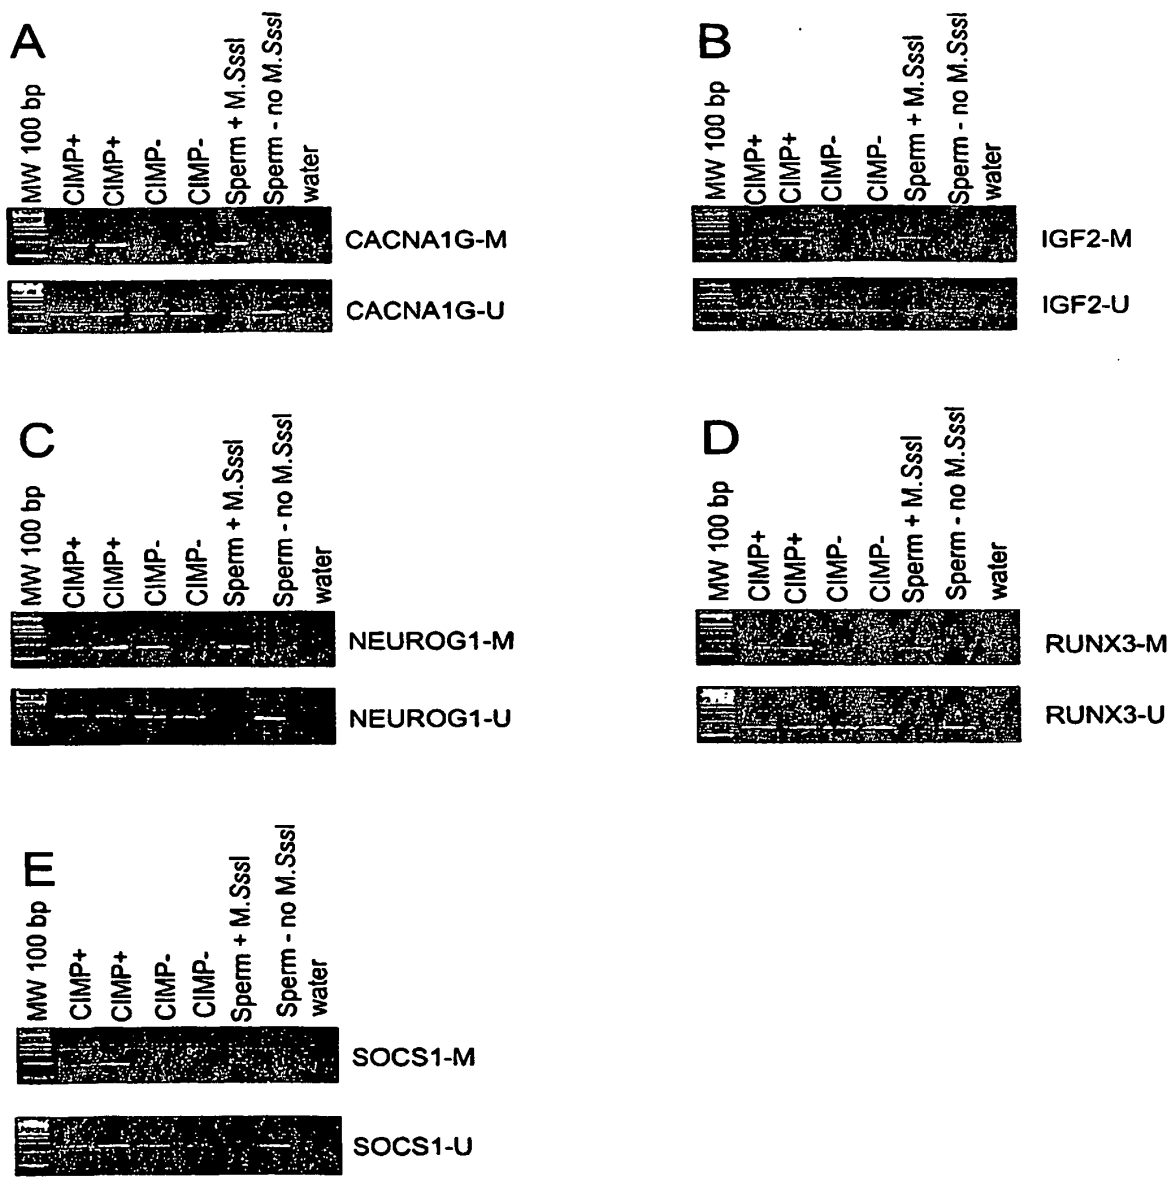 A
MW 100 bp
CIMP+
CIMP+
CIMP-
CIMP-
Sperm + M.SssI
Sperm - no M.SssI
water
CACNA1G-M
CACNA1G-U
B
MW 100 bp
CIMP+
CIMP+
CIMP-
CIMP-
Sperm + M.SssI
Sperm - no M.SssI
water
IGF2-M
IGF2-U
C
MW 100 bp
CIMP+
CIMP+
CIMP-
CIMP-
Sperm + M.SssI
Sperm - no M.SssI
water
NEUROG1-M
NEUROG1-U
D
MW 100 bp
CIMP+
CIMP+
CIMP-
CIMP-
Sperm + M.SssI
Sperm - no M.SssI
water
RUNX3-M
RUNX3-U
E
MW 100 bp
CIMP+
CIMP+
CIMP-
CIMP-
Sperm + M.SssI
Sperm - no M.SssI
water
SOCS1-M
SOCS1-U